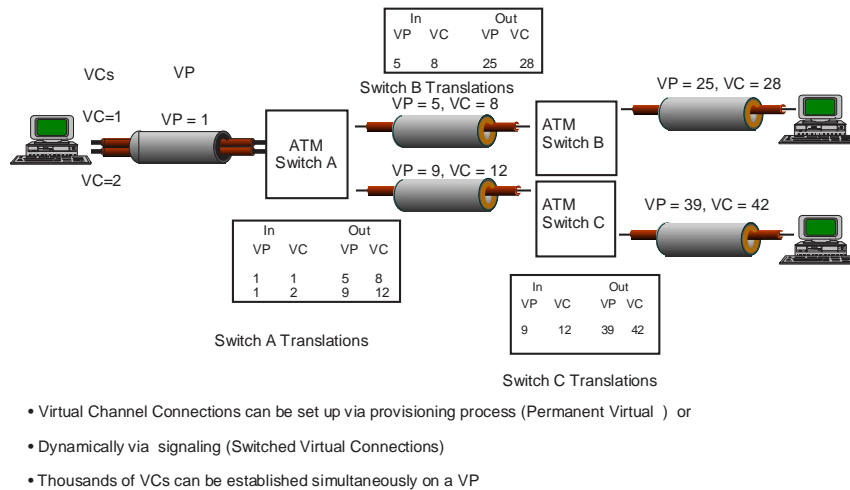 In Out
VP VC VP VC
5 8 25 28
Switch B Translations
VCs VP
VC=1
VP = 1
VC=2
ATM
Switch A
VP = 5, VC = 8
VP = 9, VC = 12
ATM
Switch B
ATM
Switch C
VP = 25, VC = 28
VP = 39, VC = 42
In Out
VP VC VP VC
1 1 5 8
1 2 9 12
Switch A Translations
In Out
VP VC VP VC
9 12 39 42
Switch C Translations
• Virtual Channel Connections can be set up via provisioning process (Permanent Virtual ) or
• Dynamically via signaling (Switched Virtual Connections)
• Thousands of VCs can be established simultaneously on a VP